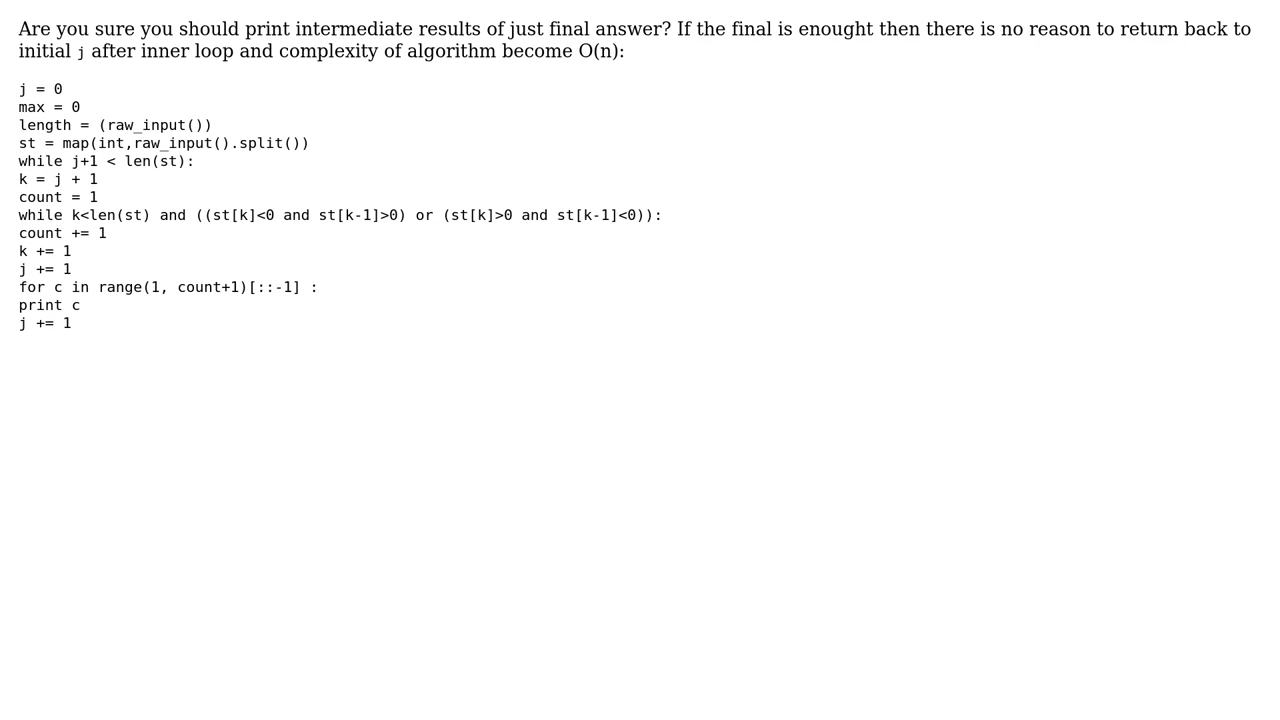 Are you sure you should print intermediate results of just final answer? If the final is enought then there is no reason to return back to
initial j after inner loop and complexity of algorithm become O(n):
j = 0
max = 0
length = (raw_input())
st = map(int,raw_input().split())
while j+1 < len(st):
k = j + 1
count = 1
while k<len(st) and ((st[k]<0 and st[k-1]>0) or (st[k]>0 and st[k-1]<0)):
count += 1
k += 1
j += 1
for c in range(1, count+1)[::-1] :
print c
j += 1